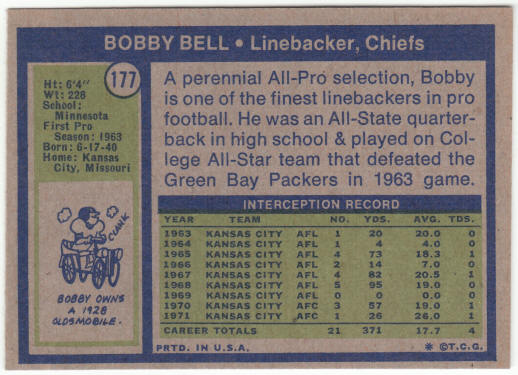 BOBBY BELL • Linebacker, Chiefs
177
Ht: 6'4"
Wt: 228
School:
Minnesota
First Pro
Season: 1963
Born: 6-17-40
Home: Kansas
City, Missouri
CLANK
BOBBY OWNS
A 1928
OLDSMOBILE.
A perennial All-Pro selection, Bobby
is one of the finest linebackers in pro
football. He was an All-State quarter-
back in high school & played on Col-
lege All-Star team that defeated the
Green Bay Packers in 1963 game.
INTERCEPTION RECORD
YEAR TEAM NO. YDS. AVG. TDS.
1963 KANSAS CITY AFL 1 20 20.0 0
1964 KANSAS CITY AFL 1 4 4.0 0
1965 KANSAS CITY AFL 4 73 18.3 1
1966 KANSAS CITY AFL 2 14 7.0 0
1967 KANSAS CITY AFL 4 82 20.5 1
1968 KANSAS CITY AFL 5 95 19.0 0
1969 KANSAS CITY AFL 0 0 0.0 0
1970 KANSAS CITY AFC 3 57 19.0 1
1971 KANSAS CITY AFC 1 26 26.0 1
CAREER TOTALS 21 371 17.7 4
PRTD. IN U.S.A. * ©T.C.G.